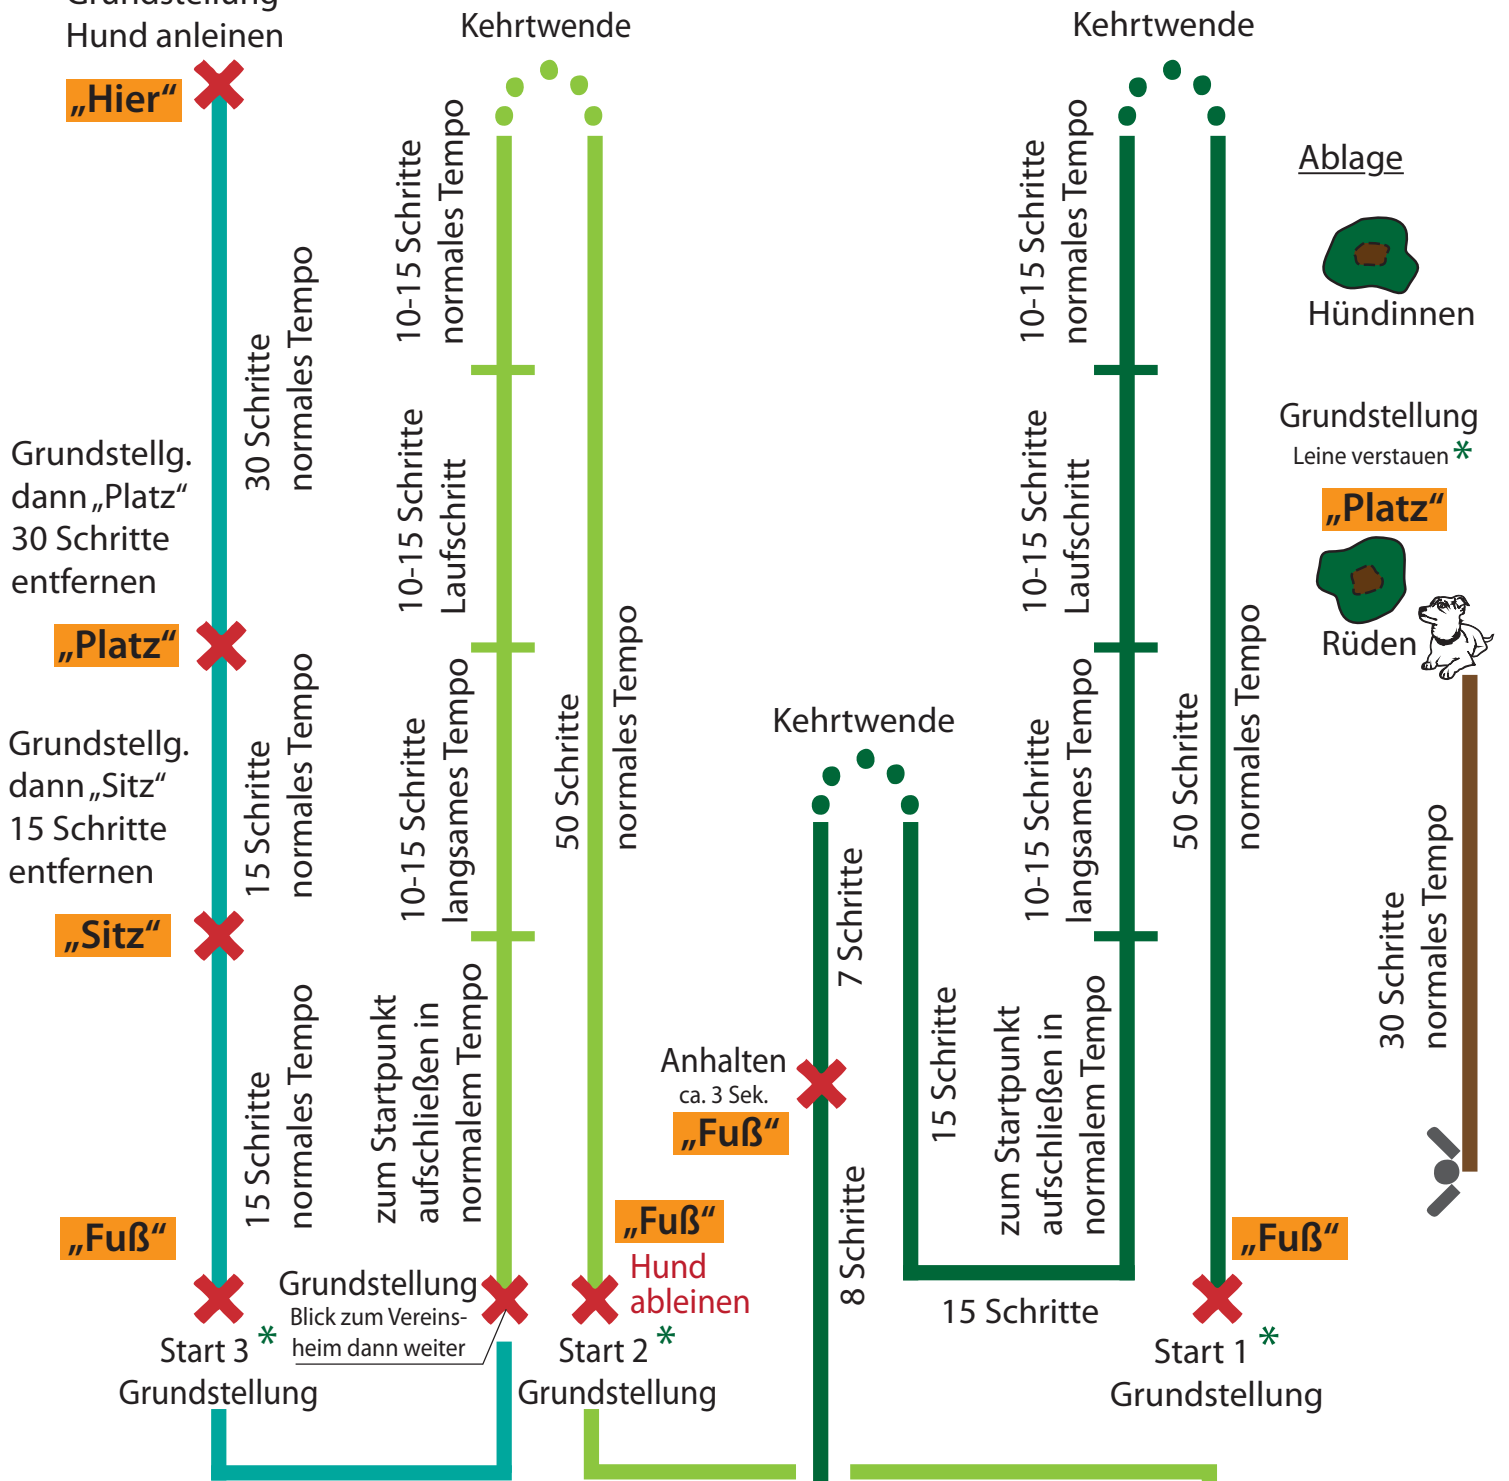 Grundstellung
Hund anleinen
„Hier“
30 Schritte
normales Tempo
Grundstellg.
dann „Platz“
30 Schritte
entfernen
„Platz“
15 Schritte
normales Tempo
Grundstellg.
dann „Sitz“
15 Schritte
entfernen
„Sitz“
15 Schritte
normales Tempo
„Fuß“
Start 3 *
Grundstellung
Kehrtwende
10-15 Schritte
normales Tempo
10-15 Schritte
Laufschritt
10-15 Schritte
langsames Tempo
zum Startpunkt
aufschließen in
normalem Tempo
Grundstellung
Blick zum Vereins-
heim dann weiter
50 Schritte
normales Tempo
„Fuß“
Hund
ableinen
Start 2 *
Grundstellung
Kehrtwende
7 Schritte
Anhalten
ca. 3 Sek.
„Fuß“
8 Schritte
15 Schritte
15 Schritte
Kehrtwende
10-15 Schritte
normales Tempo
10-15 Schritte
Laufschritt
10-15 Schritte
langsames Tempo
zum Startpunkt
aufschließen in
normalem Tempo
50 Schritte
normales Tempo
„Fuß“
Start 1 *
Grundstellung
Ablage
Hündinnen
Grundstellung
Leine verstauen *
„Platz“
Rüden
30 Schritte
normales Tempo